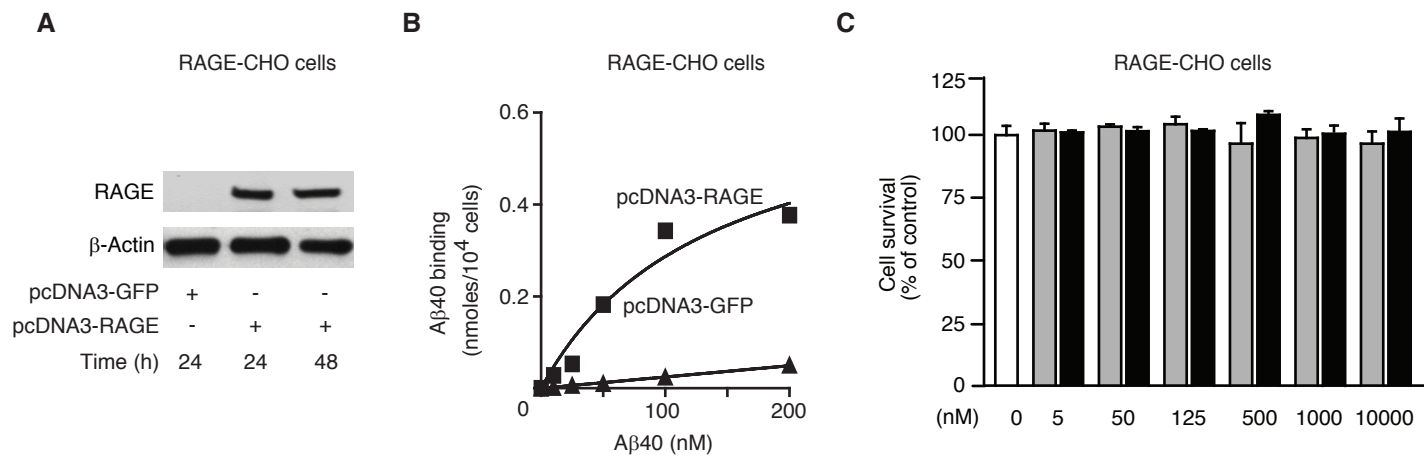 A
RAGE-CHO cells
RAGE
β-Actin
pcDNA3-GFP + - -
pcDNA3-RAGE - + +
Time (h) 24 24 48
B
RAGE-CHO cells
Aβ40 binding
(nmoles/10⁴ cells)
0.6
0.4
0.2
0
100
200
pcDNA3-RAGE
pcDNA3-GFP
Aβ40 (nM)
C
RAGE-CHO cells
Cell survival
(% of control)
125
100
75
50
25
0
(nM) 0 5 50 125 500 1000 10000